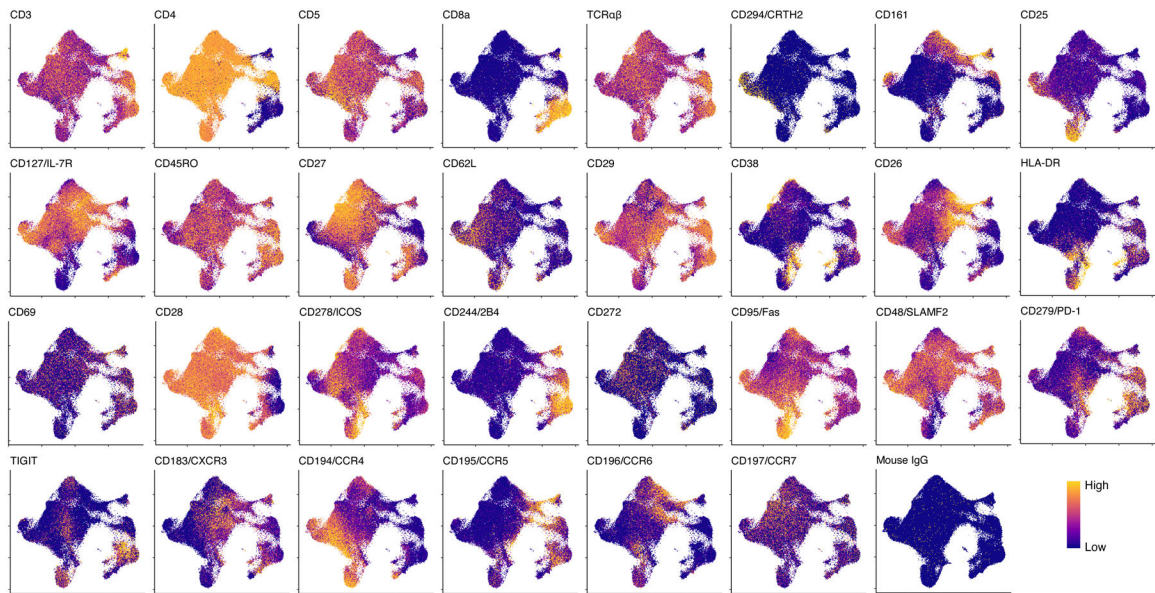 CD3 CD4 CD5 CD8a TCRαβ CD294/CRTH2 CD161 CD25
CD127/IL-7R CD45RO CD27 CD62L CD29 CD38 CD26 HLA-DR
CD69 CD28 CD278/ICOS CD244/2B4 CD272 CD95/Fas CD48/SLAMF2 CD279/PD-1
TIGIT CD183/CXCR3 CD194/CCR4 CD195/CCR5 CD196/CCR6 CD197/CCR7 Mouse IgG
High
Low